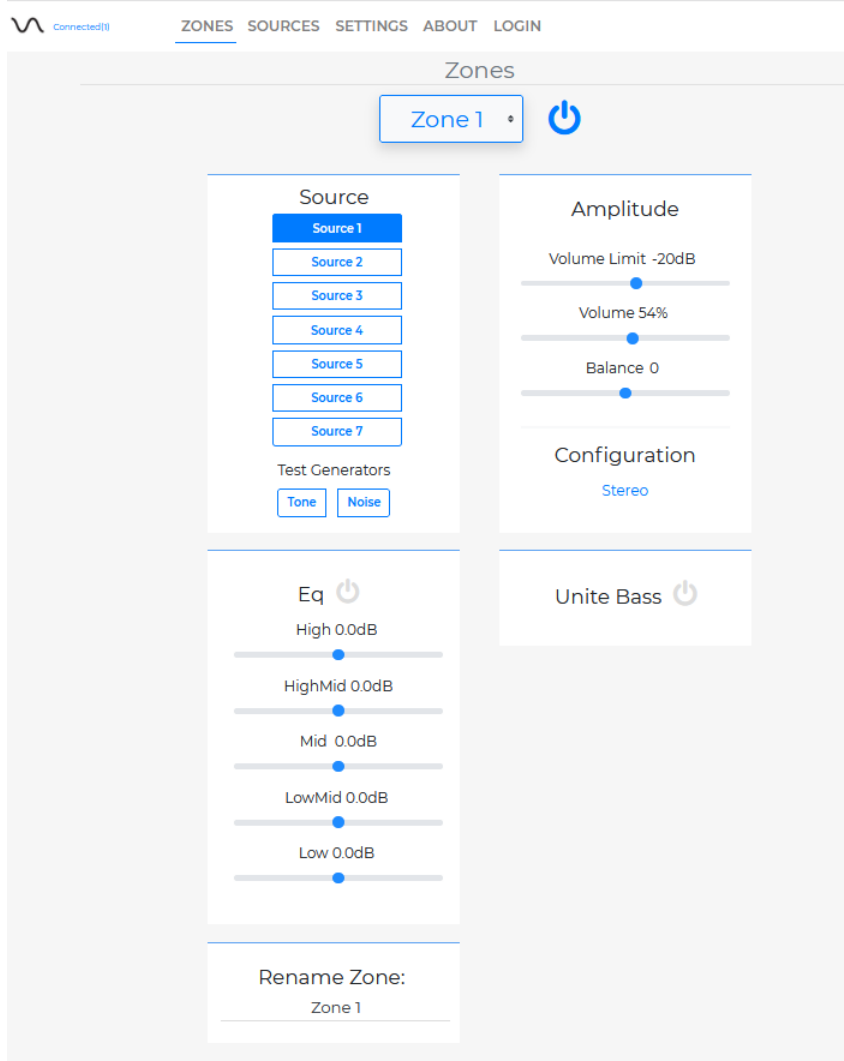 Connected(1)
ZONES SOURCES SETTINGS ABOUT LOGIN
Zones
Zone 1
Source
Source 1
Source 2
Source 3
Source 4
Source 5
Source 6
Source 7
Test Generators
Tone Noise
Amplitude
Volume Limit -20dB
Volume 54%
Balance 0
Configuration
Stereo
Eq
High 0.0dB
HighMid 0.0dB
Mid 0.0dB
LowMid 0.0dB
Low 0.0dB
Unite Bass
Rename Zone:
Zone 1